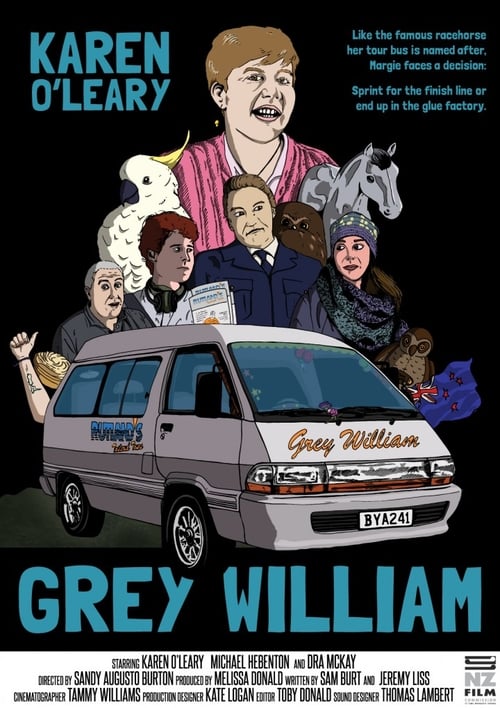 KAREN
O'LEARY
Like the famous racehorse
her tour bus is named after,
Margie faces a decision:
Sprint for the finish line or
end up in the glue factory.
Grey William
BYA241
GREY WILLIAM
STARRING KAREN O'LEARY MICHAEL HEBENTON AND DRA MCKAY
DIRECTED BY SANDY AUGUSTO BURTON PRODUCED BY MELISSA DONALD WRITTEN BY SAM BURT AND JEREMY LISS
CINEMATOGRAPHER TAMMY WILLIAMS PRODUCTION DESIGNER KATE LOGAN EDITOR TOBY DONALD SOUND DESIGNER THOMAS LAMBERT
NZ
FILM
COMMISSION